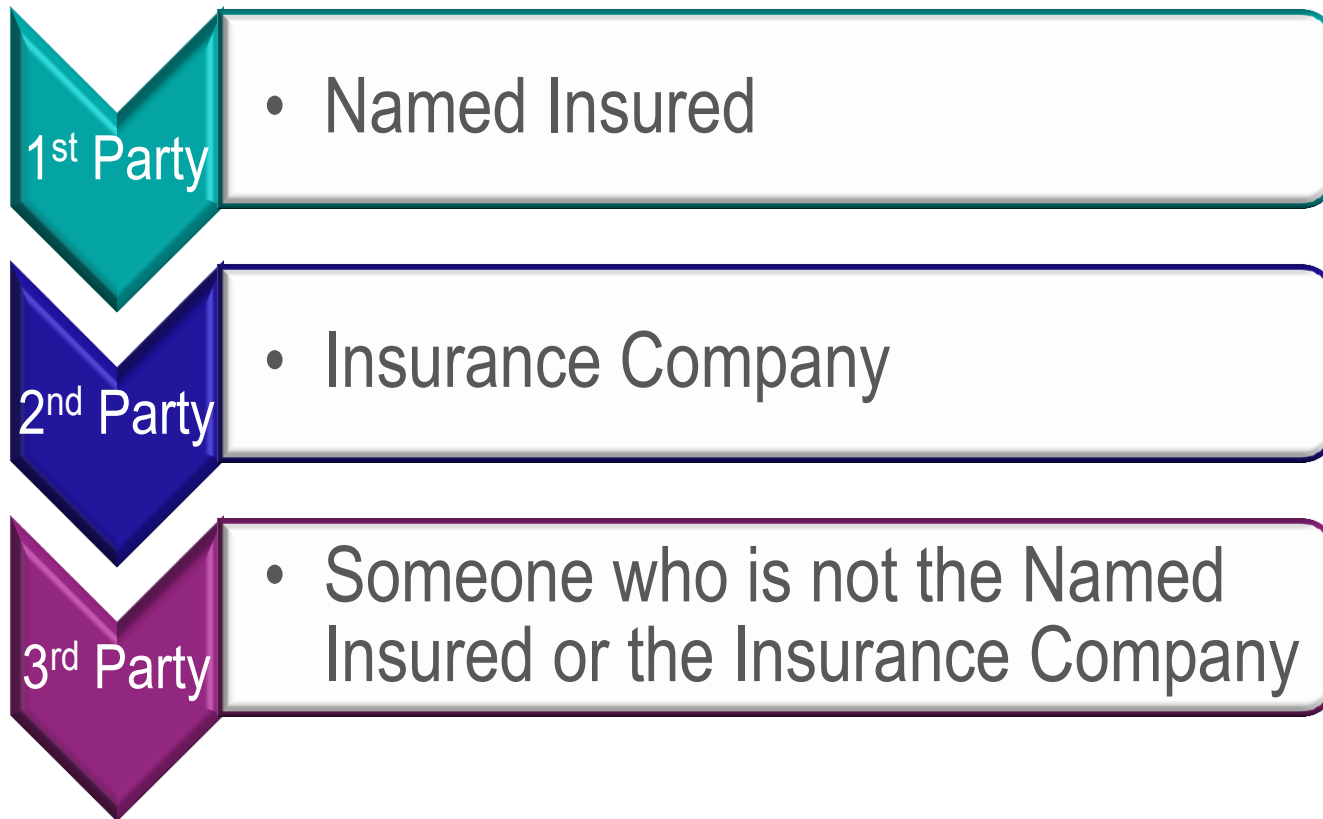 1st Party
• Named Insured
2nd Party
• Insurance Company
3rd Party
• Someone who is not the Named
Insured or the Insurance Company